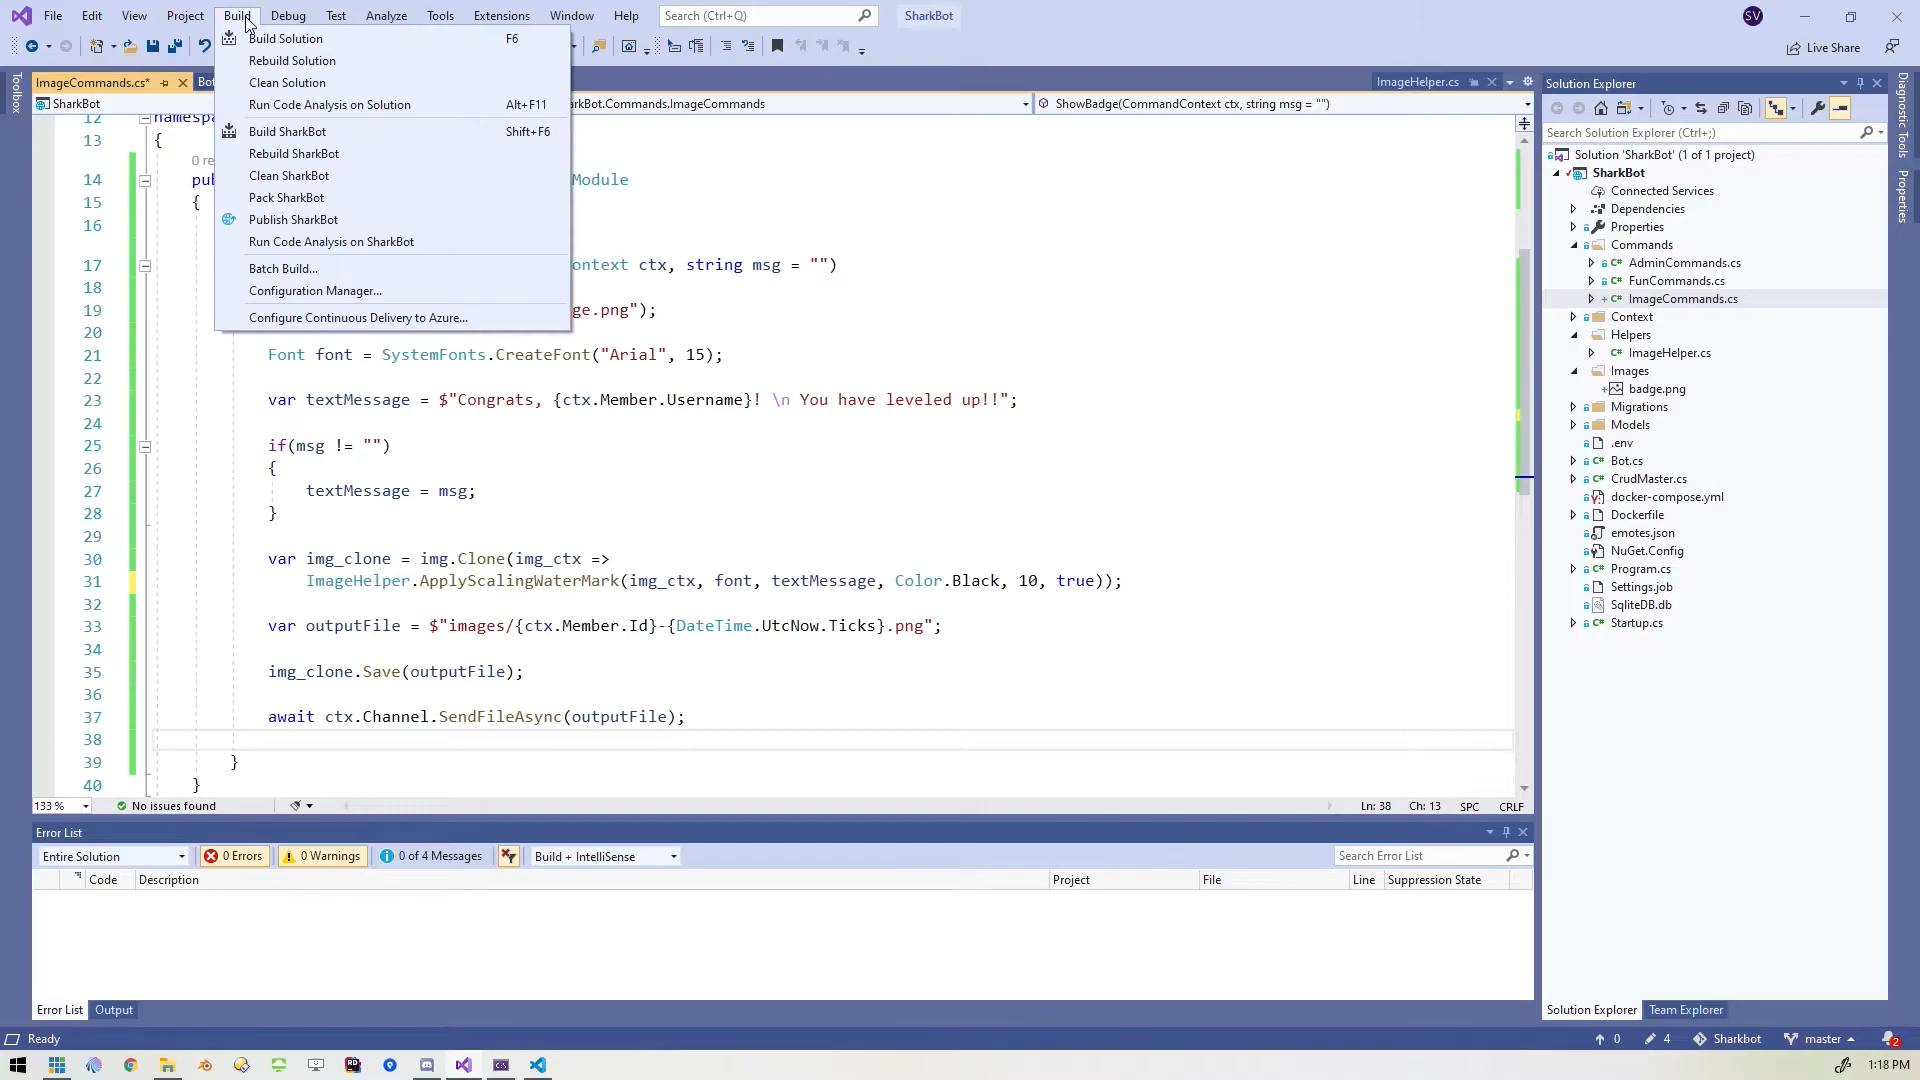 File Edit View Project Build Debug Test Analyze Tools Extensions Window Help Search (Ctrl+Q) SharkBot SV
Live Share
Toolbox
ImageCommands.cs* Bot ImageHelper.cs
SharkBot rkBot.Commands.ImageCommands ShowBadge(CommandContext ctx, string msg = "")
Build Solution F6
Rebuild Solution
Clean Solution
Run Code Analysis on Solution Alt+F11
Build SharkBot Shift+F6
Rebuild SharkBot
Clean SharkBot
Pack SharkBot
Publish SharkBot
Run Code Analysis on SharkBot
Batch Build...
Configuration Manager...
Configure Continuous Delivery to Azure...
12 namespa
13 {
0 re
14 pub Module
15 {
16
17 ontext ctx, string msg = "")
18
19 ge.png");
20
21 Font font = SystemFonts.CreateFont("Arial", 15);
22
23 var textMessage = $"Congrats, {ctx.Member.Username}! \n You have leveled up!!";
24
25 if(msg != "")
26 {
27 textMessage = msg;
28 }
29
30 var img_clone = img.Clone(img_ctx =>
31 ImageHelper.ApplyScalingWaterMark(img_ctx, font, textMessage, Color.Black, 10, true));
32
33 var outputFile = $"images/{ctx.Member.Id}-{DateTime.UtcNow.Ticks}.png";
34
35 img_clone.Save(outputFile);
36
37 await ctx.Channel.SendFileAsync(outputFile);
38
39 }
40 }
133 % No issues found Ln: 38 Ch: 13 SPC CRLF
Error List
Entire Solution 0 Errors 0 Warnings 0 of 4 Messages Build + IntelliSense Search Error List
Code Description Project File Line Suppression State
Error List Output
Solution Explorer
Search Solution Explorer (Ctrl+;)
Solution 'SharkBot' (1 of 1 project)
SharkBot
Connected Services
Dependencies
Properties
Commands
AdminCommands.cs
FunCommands.cs
ImageCommands.cs
Context
Helpers
ImageHelper.cs
Images
badge.png
Migrations
Models
.env
Bot.cs
CrudMaster.cs
docker-compose.yml
Dockerfile
emotes.json
NuGet.Config
Program.cs
Settings.job
SqliteDB.db
Startup.cs
Solution Explorer Team Explorer
Diagnostic Tools
Properties
Ready 0 4 Sharkbot master 2
1:18 PM